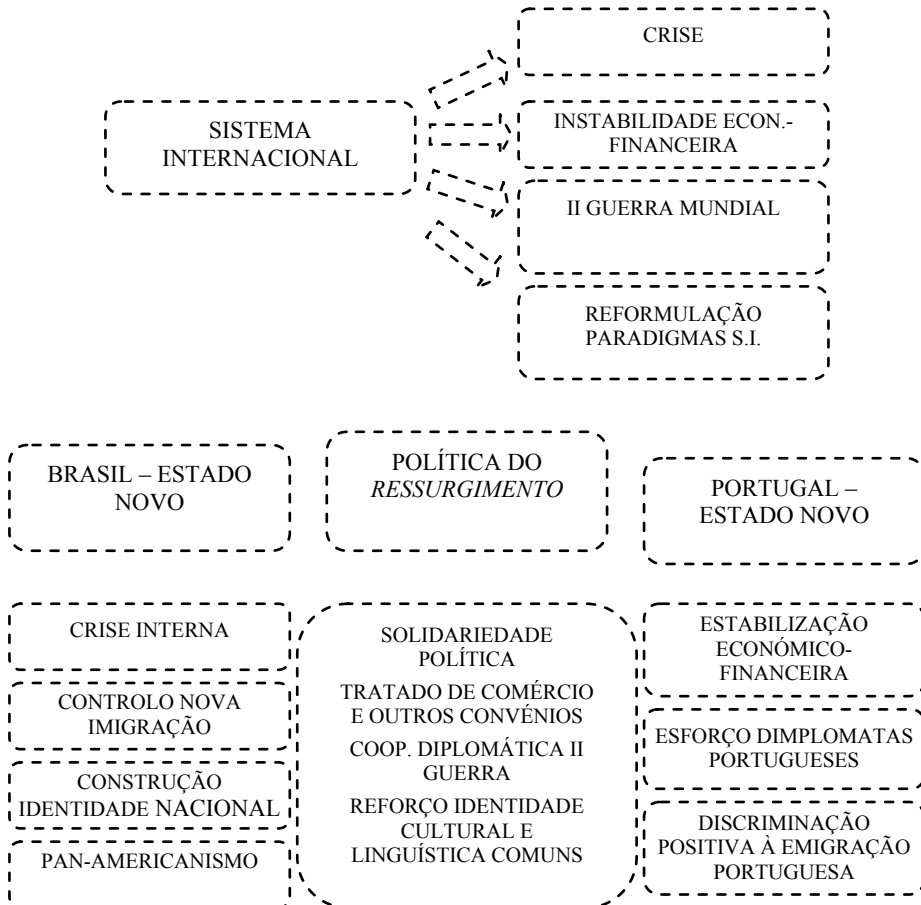 CRISE
SISTEMA
INTERNACIONAL
INSTABILIDADE ECON.-
FINANCEIRA
II GUERRA MUNDIAL
REFORMULAÇÃO
PARADIGMAS S.I.
BRASIL – ESTADO
NOVO
POLÍTICA DO
RESSURGIMENTO
PORTUGAL –
ESTADO NOVO
CRISE INTERNA
CONTROLO NOVA
IMIGRAÇÃO
CONSTRUÇÃO
IDENTIDADE NACIONAL
PAN-AMERICANISMO
SOLIDARIEDADE
POLÍTICA
TRATADO DE COMÉRCIO
E OUTROS CONVÉNIOS
COOP. DIPLOMÁTICA II
GUERRA
REFORÇO IDENTIDADE
CULTURAL E
LINGUÍSTICA COMUNS
ESTABILIZAÇÃO
ECONÓMICO-
FINANCEIRA
ESFORÇO DIMPLOMATAS
PORTUGUESES
DISCRIMINAÇÃO
POSITIVA À EMIGRAÇÃO
PORTUGUESA